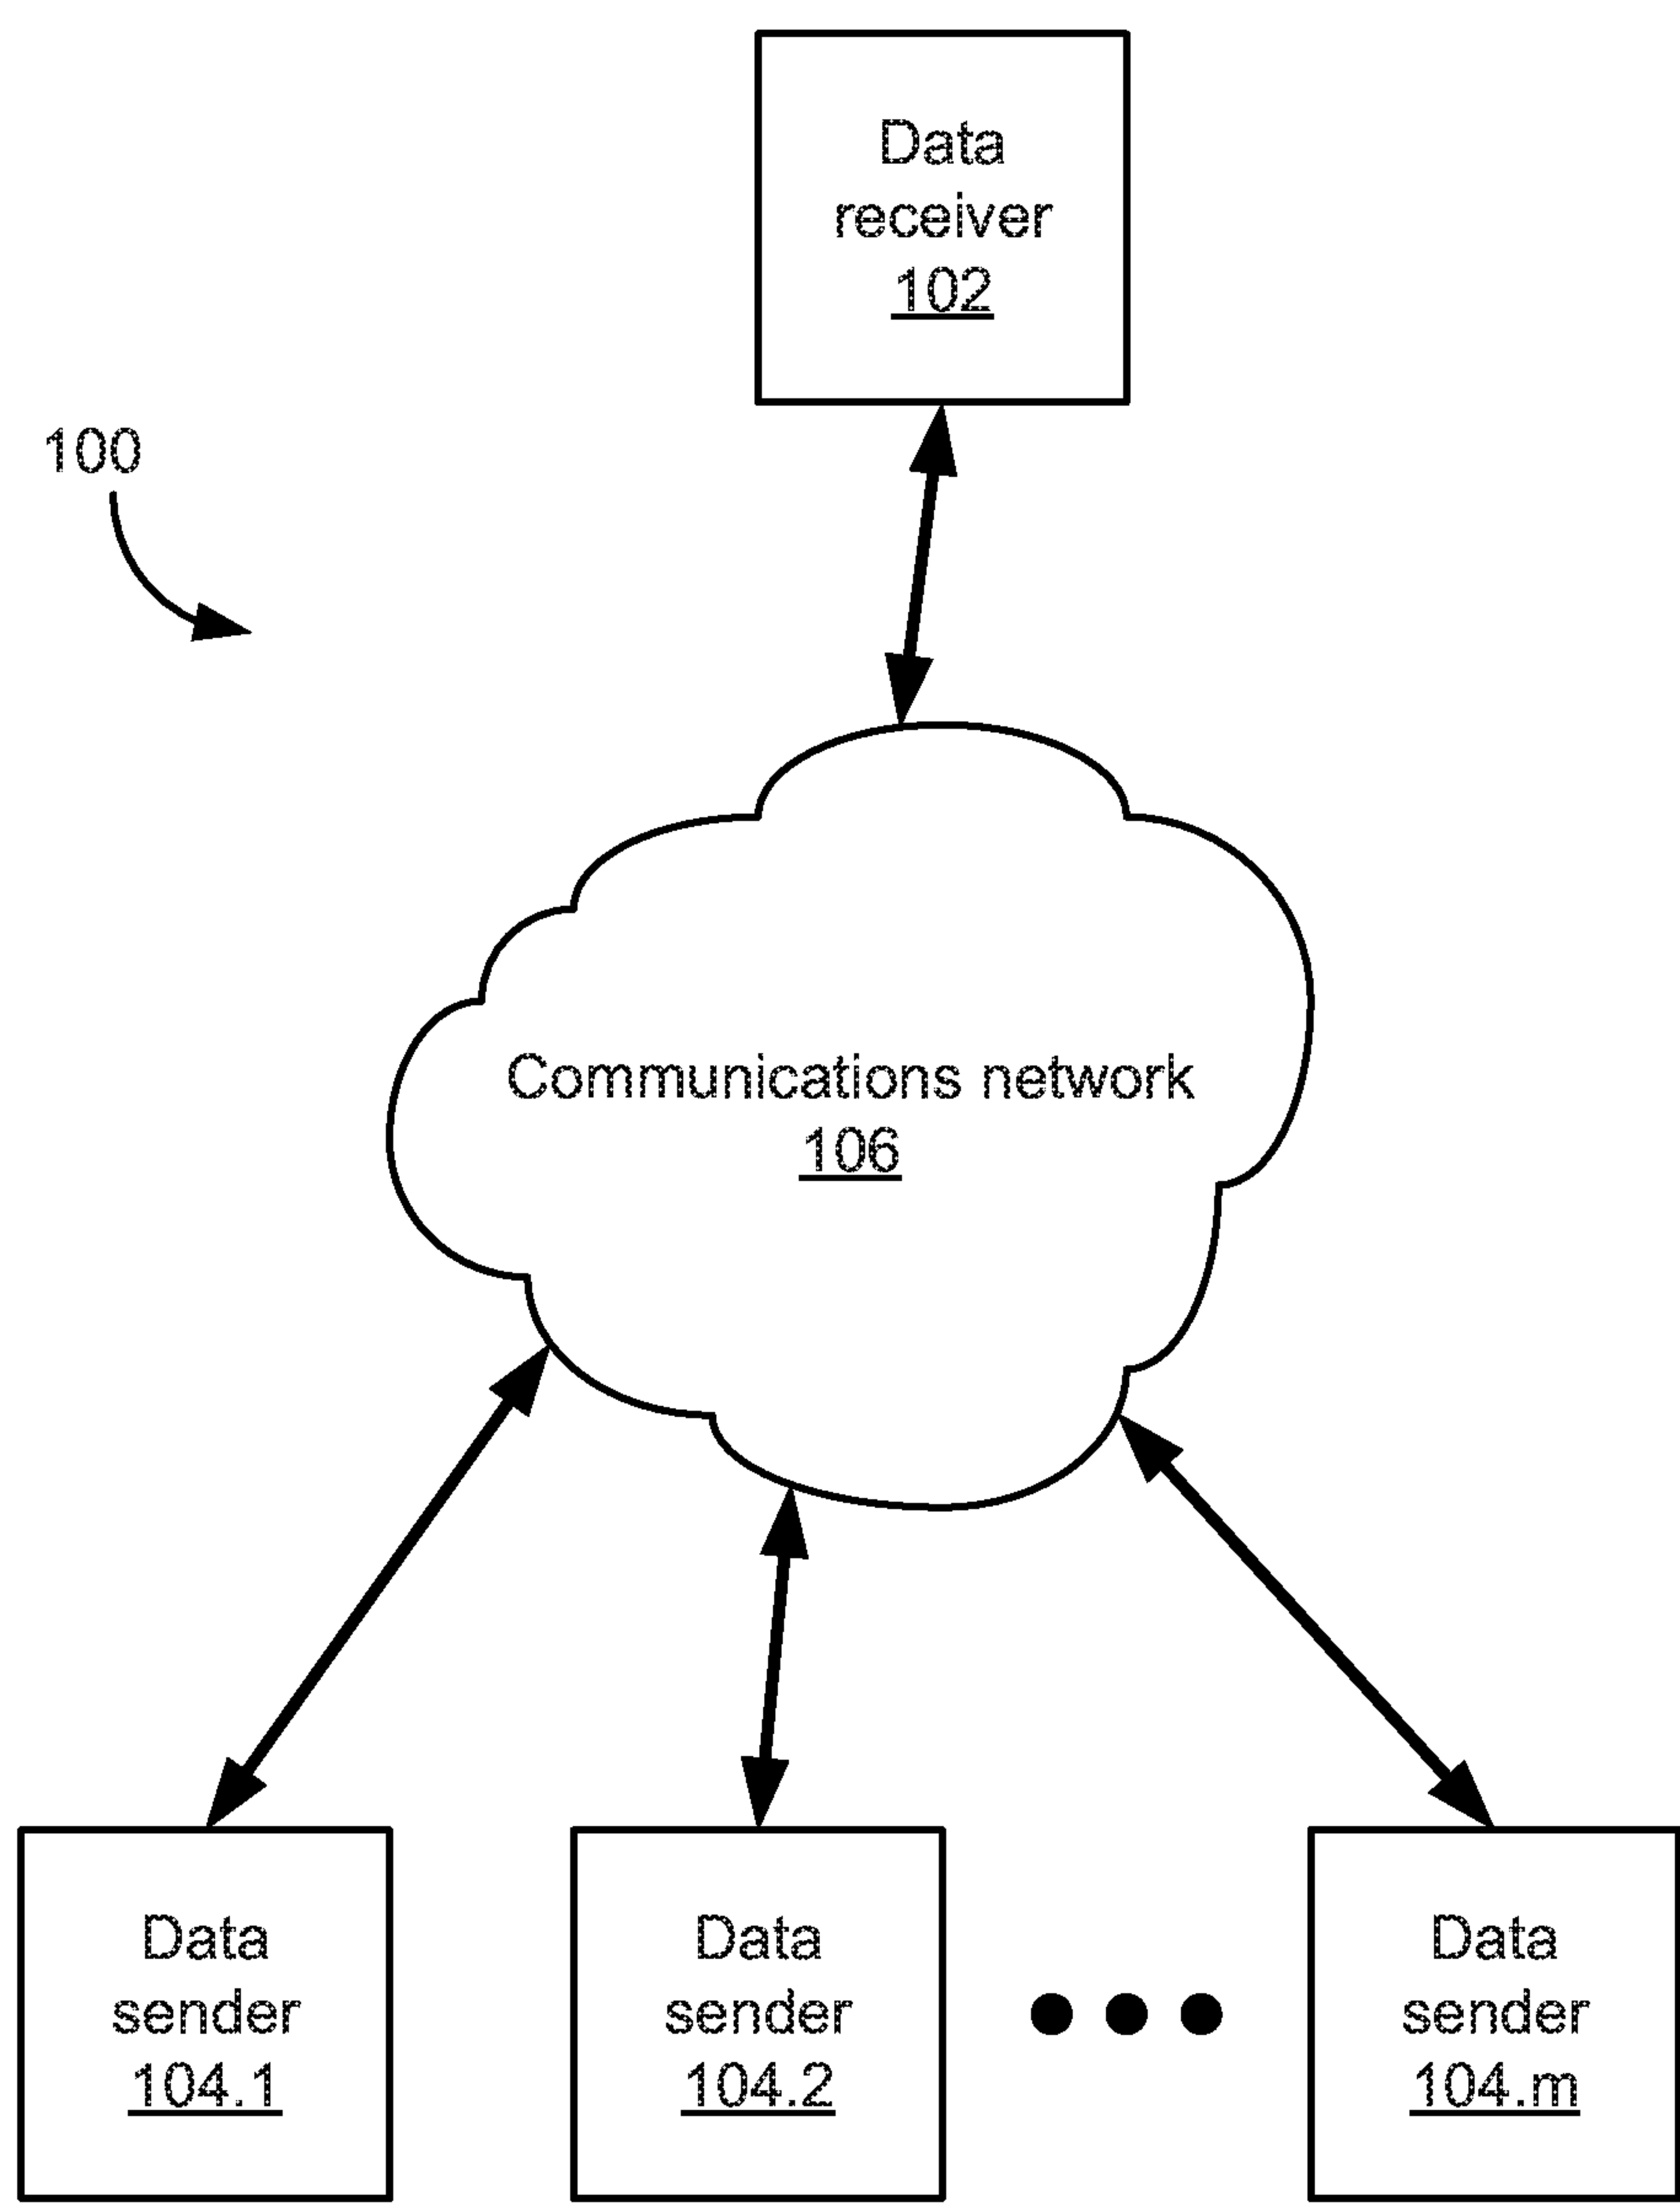 Data
receiver
102
100
Communications network
106
Data
sender
104.1
Data
sender
104.2
Data
sender
104.m